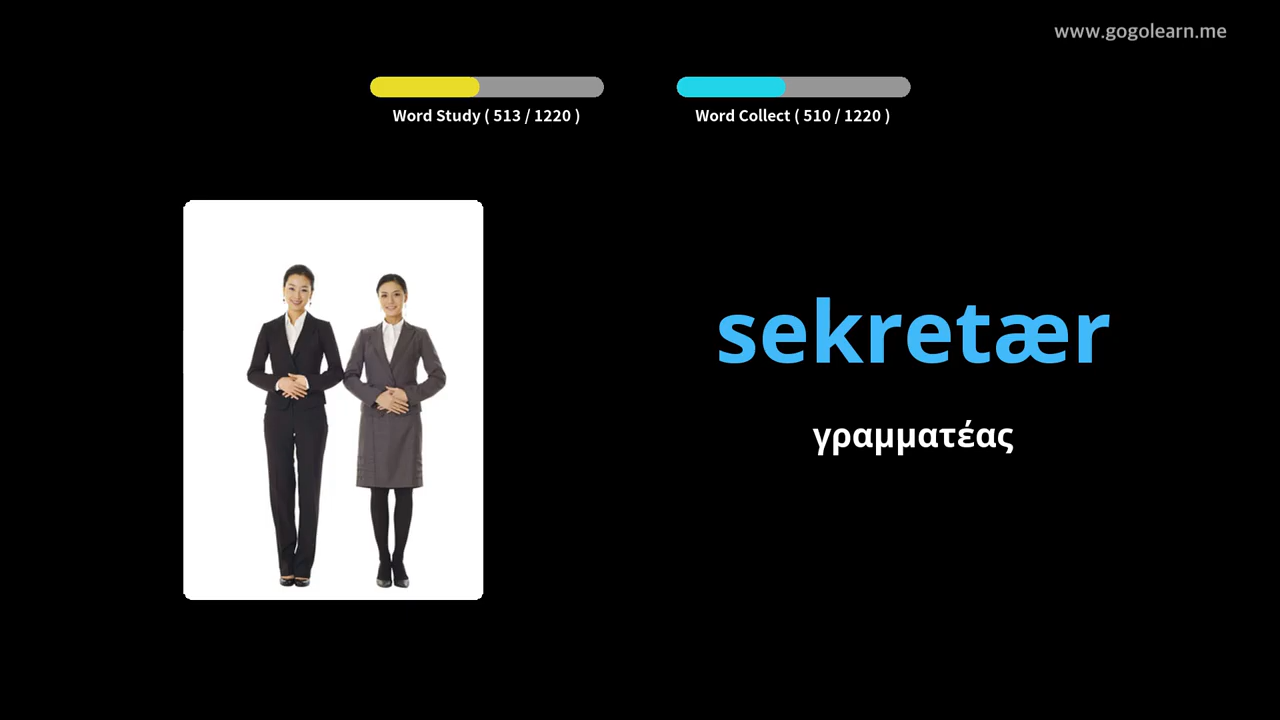 www.gogolearn.me
Word Study ( 513 / 1220 )
Word Collect ( 510 / 1220 )
sekretær
γραμματέας